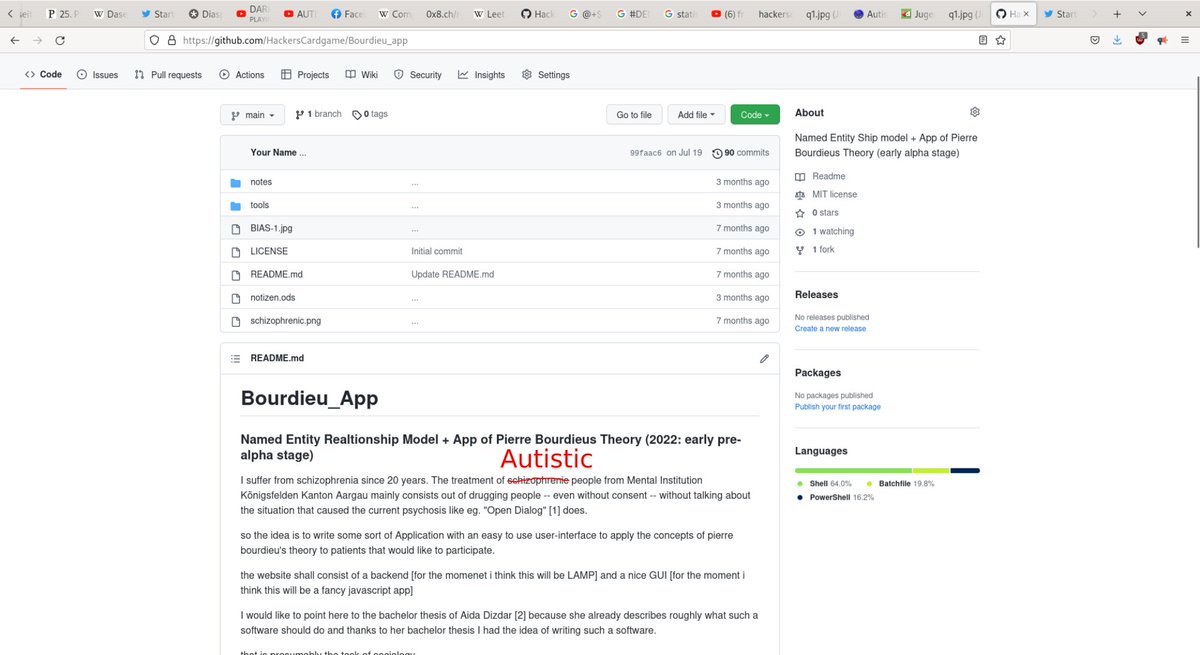 25. P
Wase
Start
Dias
DARK
PLAYIN
AUTI
Face
Com
0x8.ch/r
Leet
Hack
@+$
#DEI
stati
(6) fr
hackersc
q1.jpg (J
Autis
Juge
q1.jpg (J
Ha
Start
https://github.com/HackersCardgame/Bourdieu_app
Code Issues Pull requests Actions Projects Wiki Security Insights Settings
main 1 branch 0 tags Go to file Add file Code
Your Name ... 99faac6 on Jul 19 90 commits
notes ... 3 months ago
tools ... 3 months ago
BIAS-1.jpg ... 7 months ago
LICENSE Initial commit 7 months ago
README.md Update README.md 7 months ago
notizen.ods ... 3 months ago
schizophrenic.png ... 7 months ago
README.md
Bourdieu_App
Named Entity Realtionship Model + App of Pierre Bourdieus Theory (2022: early pre-
alpha stage)
Autistic
I suffer from schizophrenia since 20 years. The treatment of schizophrenic people from Mental Institution
Königsfelden Kanton Aargau mainly consists out of drugging people -- even without consent -- without talking about
the situation that caused the current psychosis like eg. "Open Dialog" [1] does.
so the idea is to write some sort of Application with an easy to use user-interface to apply the concepts of pierre
bourdieu's theory to patients that would like to participate.
the website shall consist of a backend [for the momenet i think this will be LAMP] and a nice GUI [for the moment i
think this will be a fancy javascript app]
I would like to point here to the bachelor thesis of Aida Dizdar [2] because she already describes roughly what such a
software should do and thanks to her bachelor thesis I had the idea of writing such a software.
that is presumably the task of sociology
About
Named Entity Ship model + App of Pierre
Bourdieus Theory (early alpha stage)
Readme
MIT license
0 stars
1 watching
1 fork
Releases
No releases published
Create a new release
Packages
No packages published
Publish your first package
Languages
Shell 64.0% Batchfile 19.8%
PowerShell 16.2%